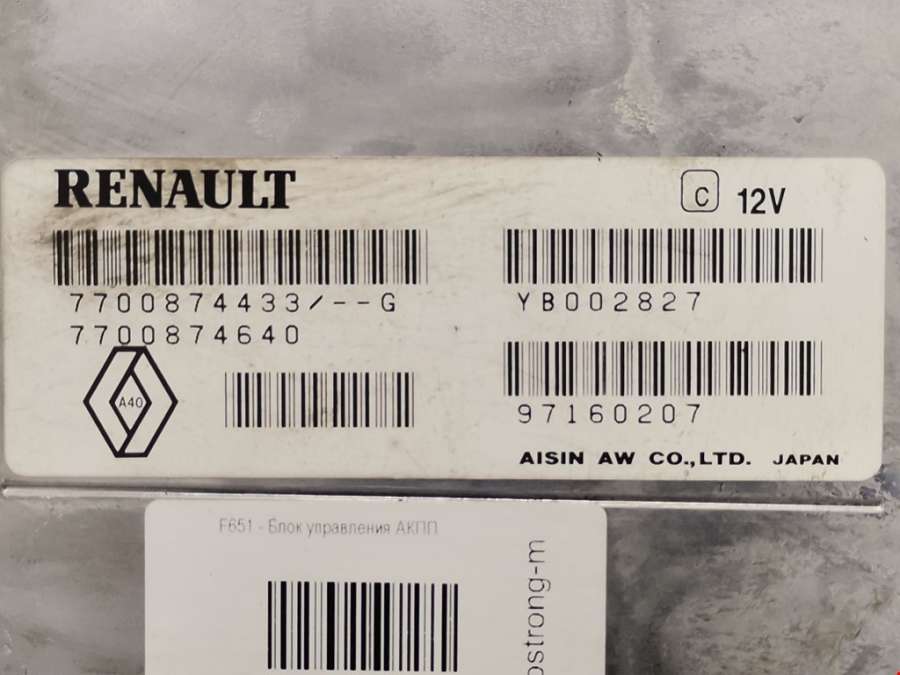 RENAULT
C 12V
7700874433/--G
7700874640
YB002827
A40
97160207
AISIN AW CO.,LTD. JAPAN
F651 - Блок управления АКПП
ostrong-m